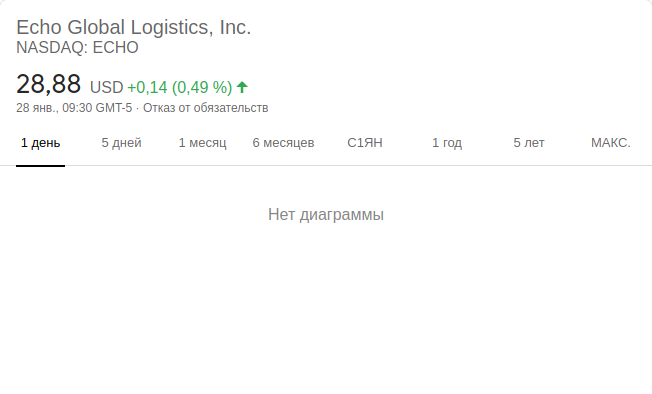 Echo Global Logistics, Inc.
NASDAQ: ECHO
28,88 USD +0,14 (0,49 %)
28 янв., 09:30 GMT-5 · Отказ от обязательств
1 день 5 дней 1 месяц 6 месяцев С1ЯН 1 год 5 лет МАКС.
Нет диаграммы